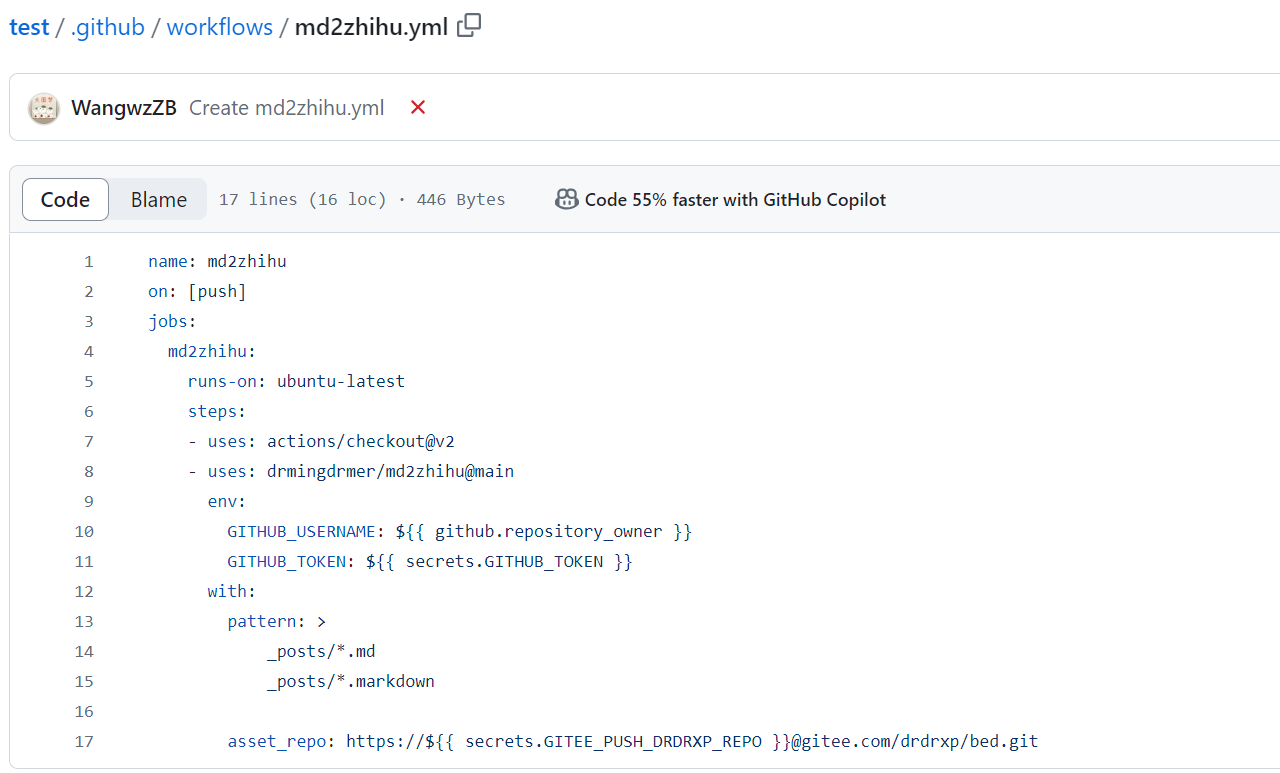 test / .github / workflows / md2zhihu.yml
WangwzZB Create md2zhihu.yml
Code Blame 17 lines (16 loc) · 446 Bytes Code 55% faster with GitHub Copilot
1 name: md2zhihu
2 on: [push]
3 jobs:
4   md2zhihu:
5     runs-on: ubuntu-latest
6     steps:
7     - uses: actions/checkout@v2
8     - uses: drmingdrmer/md2zhihu@main
9       env:
10         GITHUB_USERNAME: ${{ github.repository_owner }}
11         GITHUB_TOKEN: ${{ secrets.GITHUB_TOKEN }}
12       with:
13         pattern: >
14             _posts/*.md
15             _posts/*.markdown
16
17         asset_repo: https://${{ secrets.GITEE_PUSH_DRDRXP_REPO }}@gitee.com/drdrxp/bed.git